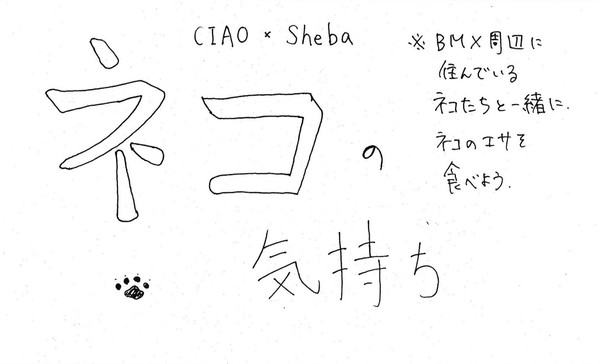 CIAO × Sheba
ネコの
気持ち
※ BMX周辺に
住んでいる
ネコたちと一緒に.
ネコのエサを
食べよう.